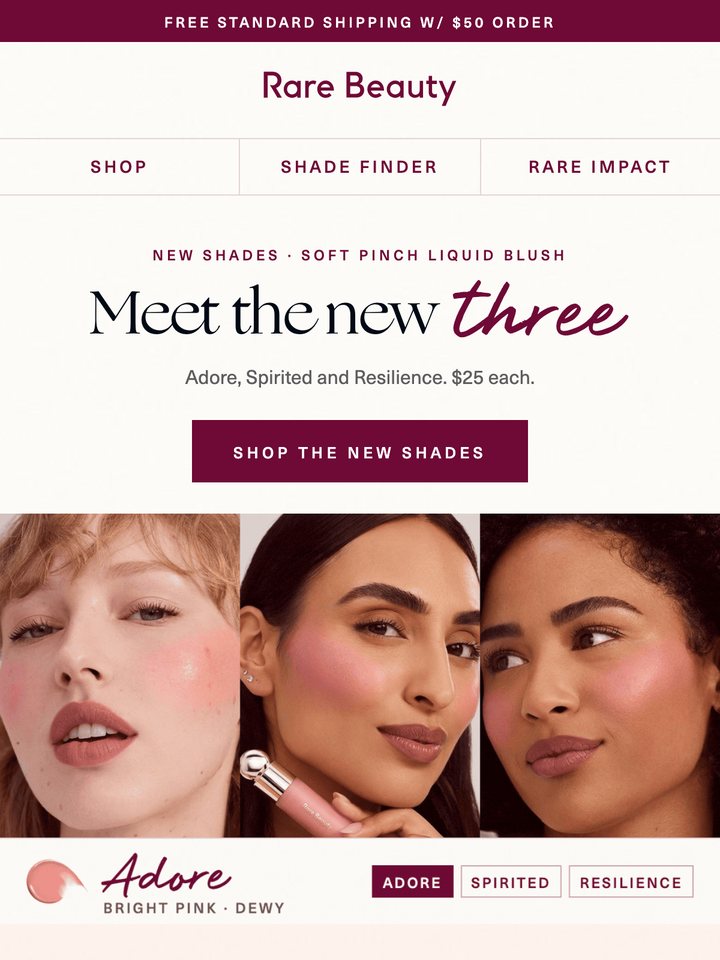 FREE STANDARD SHIPPING W/ $50 ORDER
Rare Beauty
SHOP
SHADE FINDER
RARE IMPACT
NEW SHADES · SOFT PINCH LIQUID BLUSH
Meet the new three
Adore, Spirited and Resilience. $25 each.
SHOP THE NEW SHADES
Rare Beauty
Adore
BRIGHT PINK · DEWY
ADORE
SPIRITED
RESILIENCE